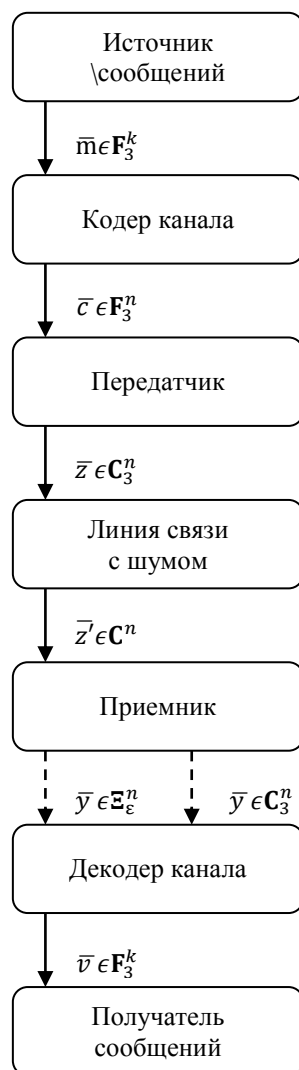 Источник
\сообщений
m̅ϵ𝐅₃ᵏ
Кодер канала
c̅ ϵ𝐅₃ⁿ
Передатчик
z̅ ϵ𝐂₃ⁿ
Линия связи
с шумом
z̅′ϵ𝐂ⁿ
Приемник
y̅ ϵ𝚵ᵋⁿ y̅ ϵ𝐂₃ⁿ
Декодер канала
v̅ ϵ𝐅₃ᵏ
Получатель
сообщений